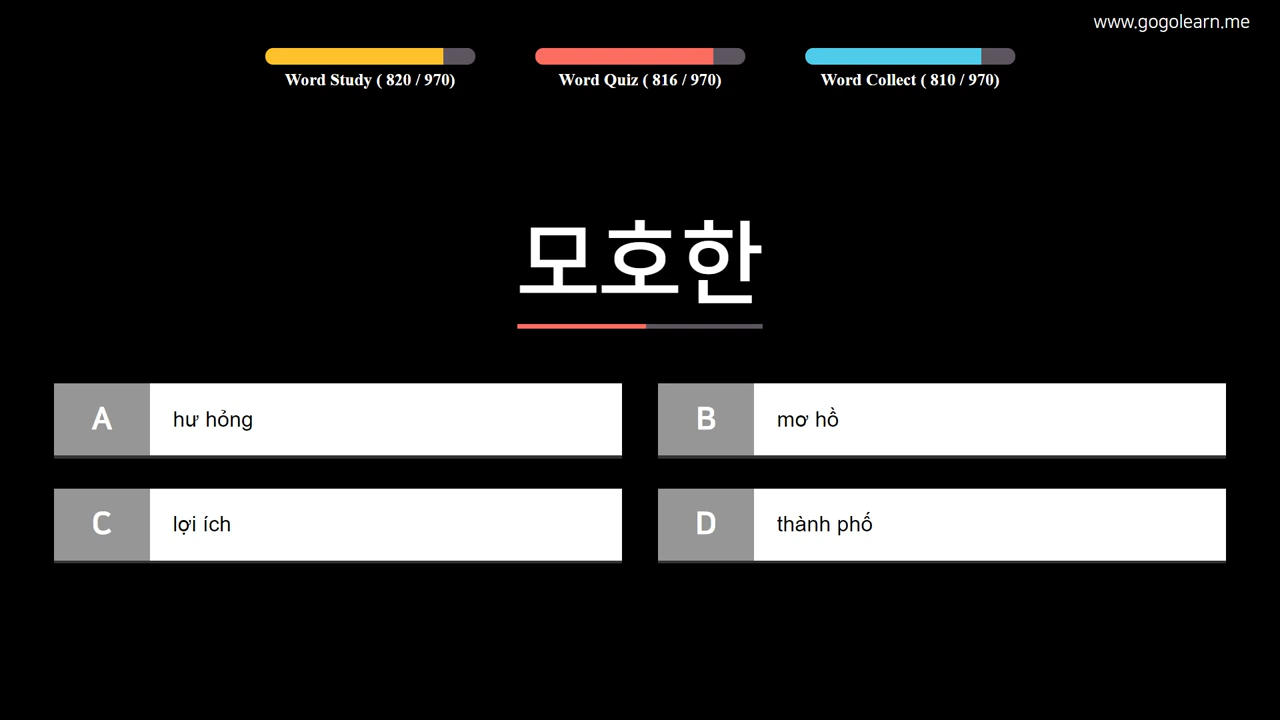 www.gogolearn.me
Word Study ( 820 / 970)
Word Quiz ( 816 / 970)
Word Collect ( 810 / 970)
모호한
A hư hỏng
B mơ hồ
C lợi ích
D thành phố